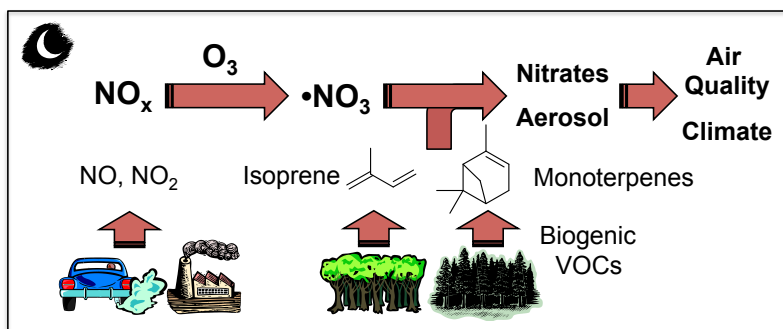 O₃
NOₓ
•NO₃
Nitrates
Aerosol
Air
Quality
Climate
NO, NO₂
Isoprene
Monoterpenes
Biogenic
VOCs